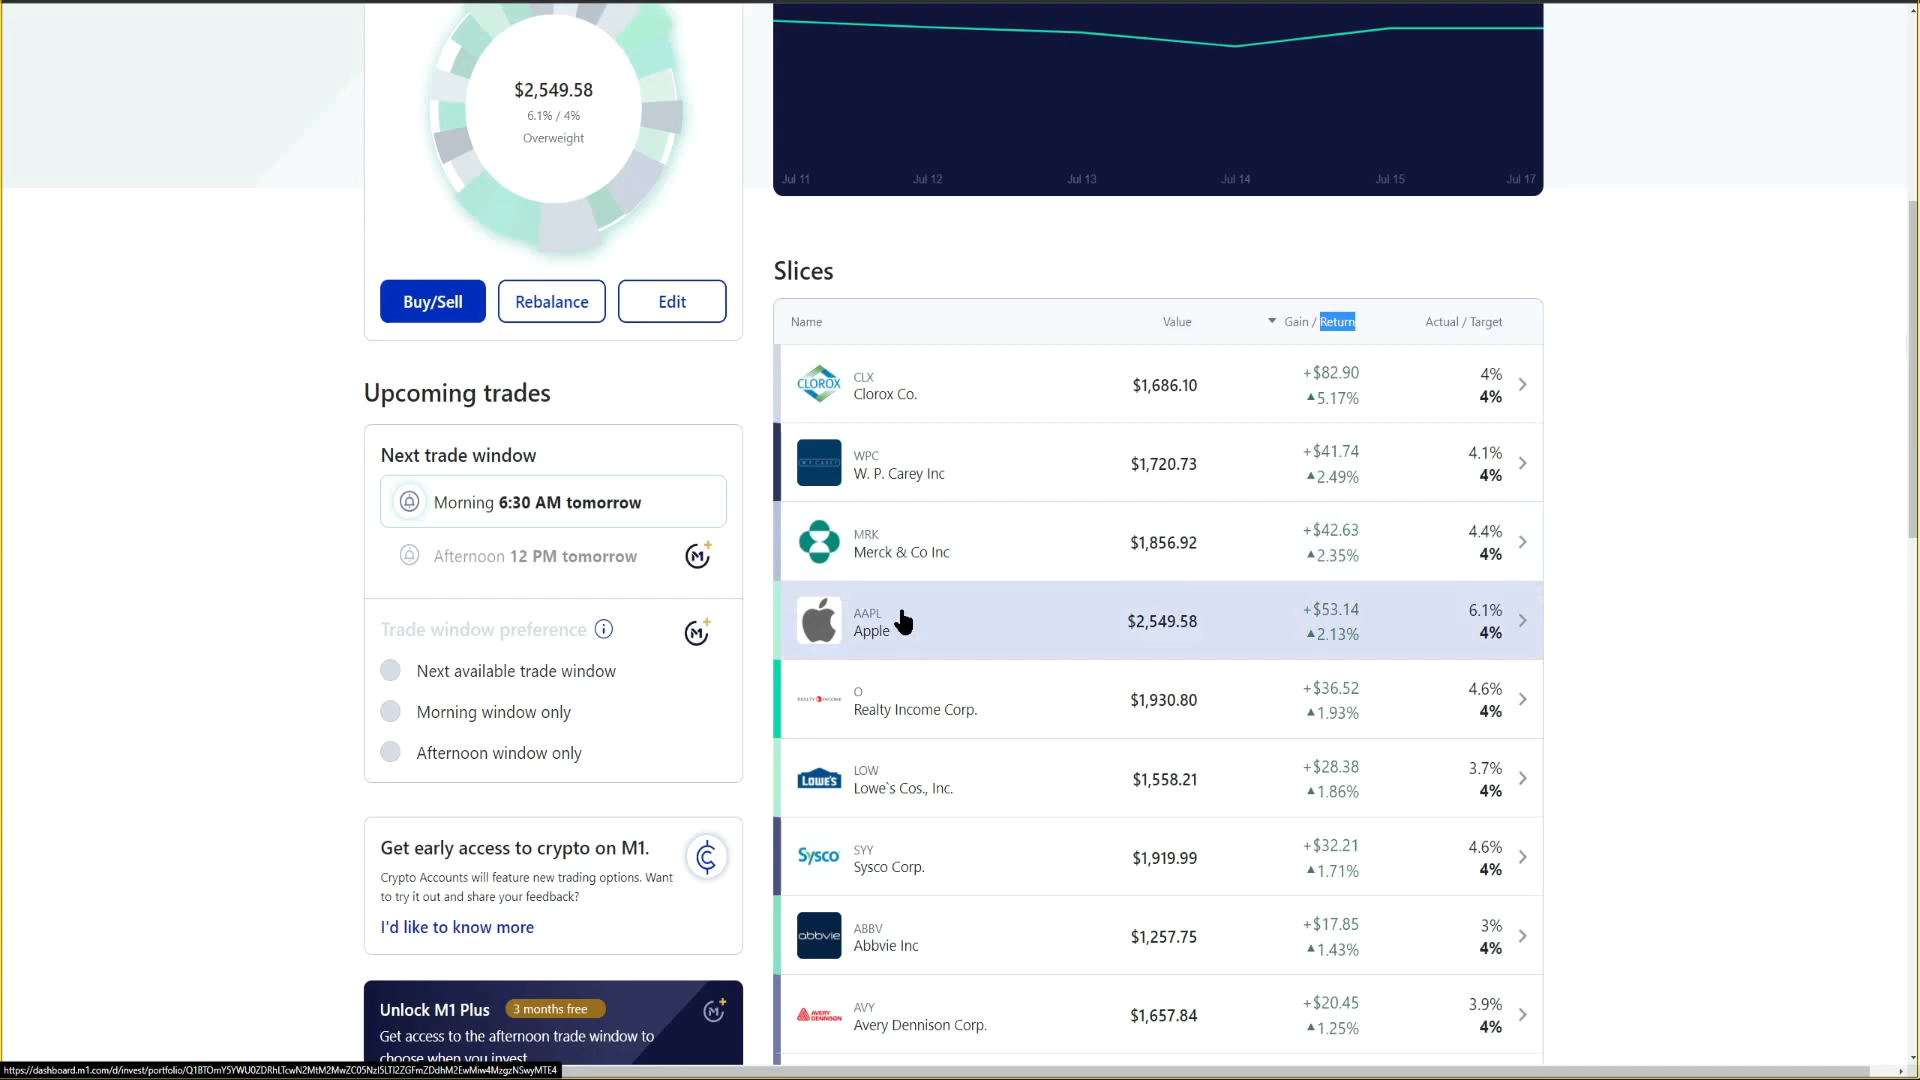 $2,549.58
6.1% / 4%
Overweight
Buy/Sell
Rebalance
Edit
Jul 11
Jul 12
Jul 13
Jul 14
Jul 15
Jul 17
Upcoming trades
Next trade window
Morning 6:30 AM tomorrow
Afternoon 12 PM tomorrow
Trade window preference
Next available trade window
Morning window only
Afternoon window only
Get early access to crypto on M1.
Crypto Accounts will feature new trading options. Want
to try it out and share your feedback?
I'd like to know more
Unlock M1 Plus
3 months free
Get access to the afternoon trade window to
choose when you invest
Slices
Name
Value
Gain / Return
Actual / Target
CLOROX
CLX
Clorox Co.
$1,686.10
+$82.90
5.17%
4%
4%
W. P. CAREY
WPC
W. P. Carey Inc
$1,720.73
+$41.74
2.49%
4.1%
4%
MRK
Merck & Co Inc
$1,856.92
+$42.63
2.35%
4.4%
4%
AAPL
Apple
$2,549.58
+$53.14
2.13%
6.1%
4%
REALTY INCOME
O
Realty Income Corp.
$1,930.80
+$36.52
1.93%
4.6%
4%
LOWE'S
LOW
Lowe`s Cos., Inc.
$1,558.21
+$28.38
1.86%
3.7%
4%
Sysco
SYY
Sysco Corp.
$1,919.99
+$32.21
1.71%
4.6%
4%
abbvie
ABBV
Abbvie Inc
$1,257.75
+$17.85
1.43%
3%
4%
AVERY DENNISON
AVY
Avery Dennison Corp.
$1,657.84
+$20.45
1.25%
3.9%
4%